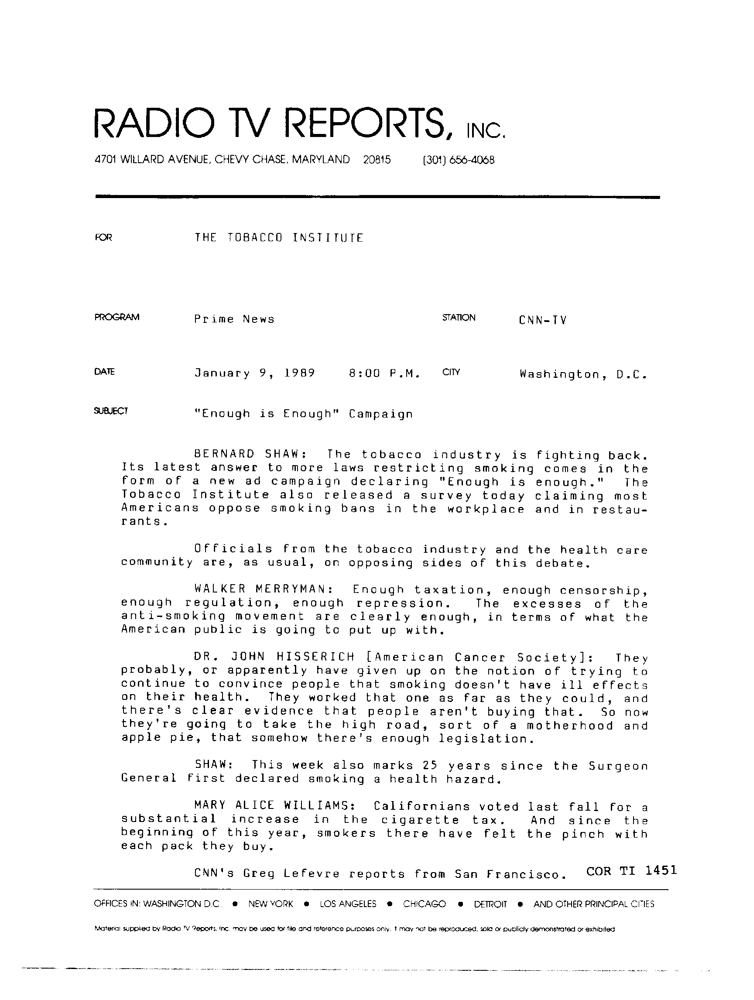 RADIO TV REPORTS, INC.
4701 WILLARD AVENUE, CHEVY CHASE, MARYLAND 20815 (301) 656-4068
FOR THE TOBACCO INSTITUTE
PROGRAM Prime News STATION CNN-TV
DATE January 9, 1989 8:00 P.M. CITY Washington, D.C.
SUBJECT "Enough is Enough" Campaign
BERNARD SHAW: The tobacco industry is fighting back.
Its latest answer to more laws restricting smoking comes in the
form of a new ad campaign declaring "Enough is enough." The
Tobacco Institute also released a survey today claiming most
Americans oppose smoking bans in the workplace and in restau-
rants.
Officials from the tobacco industry and the health care
community are, as usual, on opposing sides of this debate.
WALKER MERRYMAN: Enough taxation, enough censorship,
enough regulation, enough repression. The excesses of the
anti-smoking movement are clearly enough, in terms of what the
American public is going to put up with.
DR. JOHN HISSERICH [American Cancer Society]: They
probably, or apparently have given up on the notion of trying to
continue to convince people that smoking doesn't have ill effects
on their health. They worked that one as far as they could, and
there's clear evidence that people aren't buying that. So now
they're going to take the high road, sort of a motherhood and
apple pie, that somehow there's enough legislation.
SHAW: This week also marks 25 years since the Surgeon
General first declared smoking a health hazard.
MARY ALICE WILLIAMS: Californians voted last fall for a
substantial increase in the cigarette tax. And since the
beginning of this year, smokers there have felt the pinch with
each pack they buy.
CNN's Greg Lefevre reports from San Francisco. COR TI 1451
OFFICES IN: WASHINGTON D.C. ● NEW YORK ● LOS ANGELES ● CHICAGO ● DETROIT ● AND OTHER PRINCIPAL CITIES
Material supplied by Radio TV Reports, Inc. may be used for file and reference purposes only. It may not be reproduced, sold or publicly demonstrated or exhibited